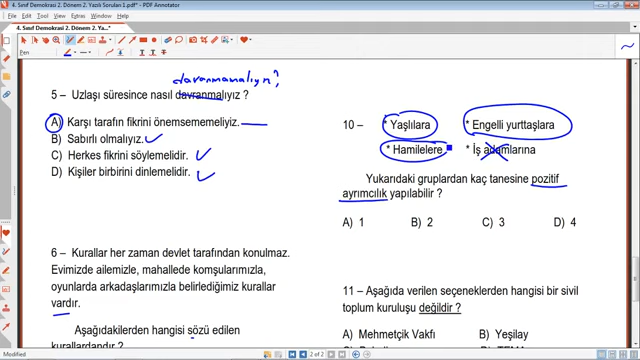 4. Sınıf Demokrasi 2. Dönem 2. Yazılı Soruları 1.pdf* - PDF Annotator
File Edit View Insert Tools Extras Window Help
4. Sınıf Demokrasi 2. Dönem 2. Ya...*
Pen
davranmamalıyız?
5 – Uzlaşı süresince nasıl davranmalıyız ?
A) Karşı tarafın fikrini önemsememeliyiz.
B) Sabırlı olmalıyız.
C) Herkes fikrini söylemelidir.
D) Kişiler birbirini dinlemelidir.
6 – Kurallar her zaman devlet tarafından konulmaz.
Evimizde ailemizle, mahallede komşularımızla,
oyunlarda arkadaşlarımızla belirlediğimiz kurallar
vardır.
Aşağıdakilerden hangisi sözü edilen
kurallardandır ?
10 – * Yaşlılara * Engelli yurttaşlara
* Hamilelere * İş adamlarına
Yukarıdaki gruplardan kaç tanesine pozitif
ayrımcılık yapılabilir ?
A) 1 B) 2 C) 3 D) 4
11 – Aşağıda verilen seçeneklerden hangisi bir sivil
toplum kuruluşu değildir ?
A) Mehmetçik Vakfı B) Yeşilay
2 of 2
Modified